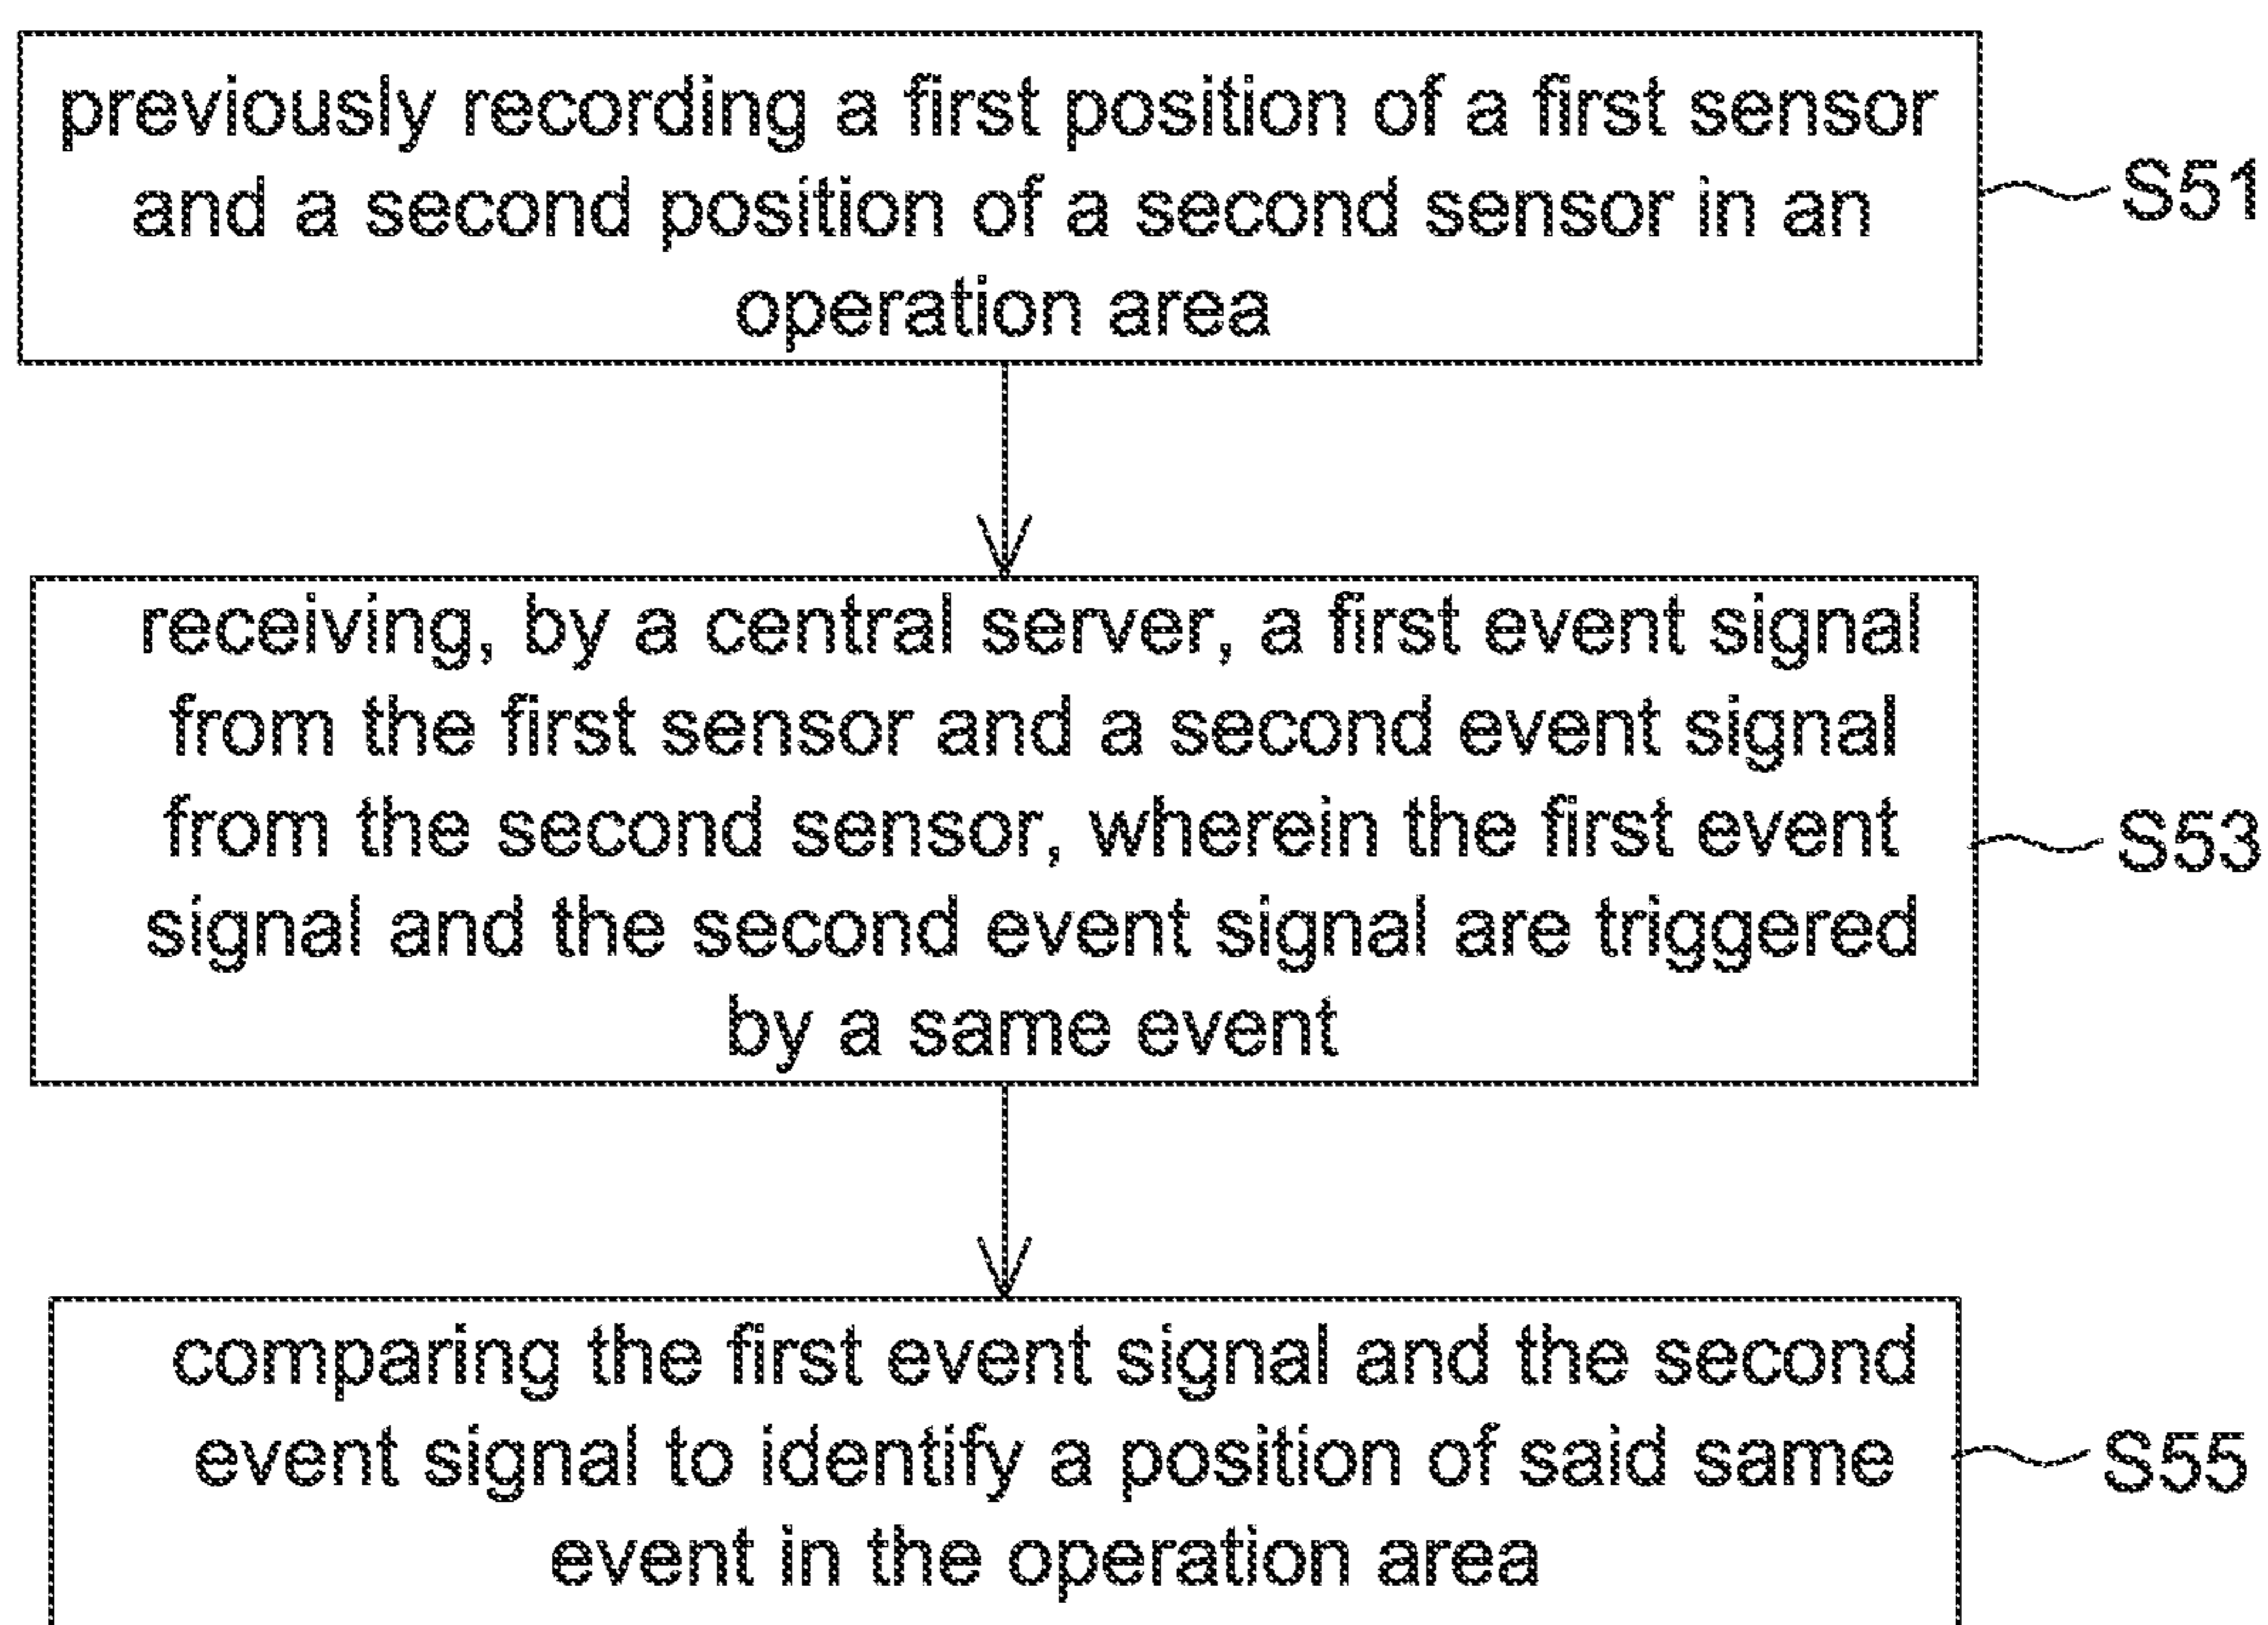 previously recording a first position of a first sensor
and a second position of a second sensor in an
operation area
S51
receiving, by a central server, a first event signal
from the first sensor and a second event signal
from the second sensor, wherein the first event
signal and the second event signal are triggered
by a same event
S53
comparing the first event signal and the second
event signal to identify a position of said same
event in the operation area
S55